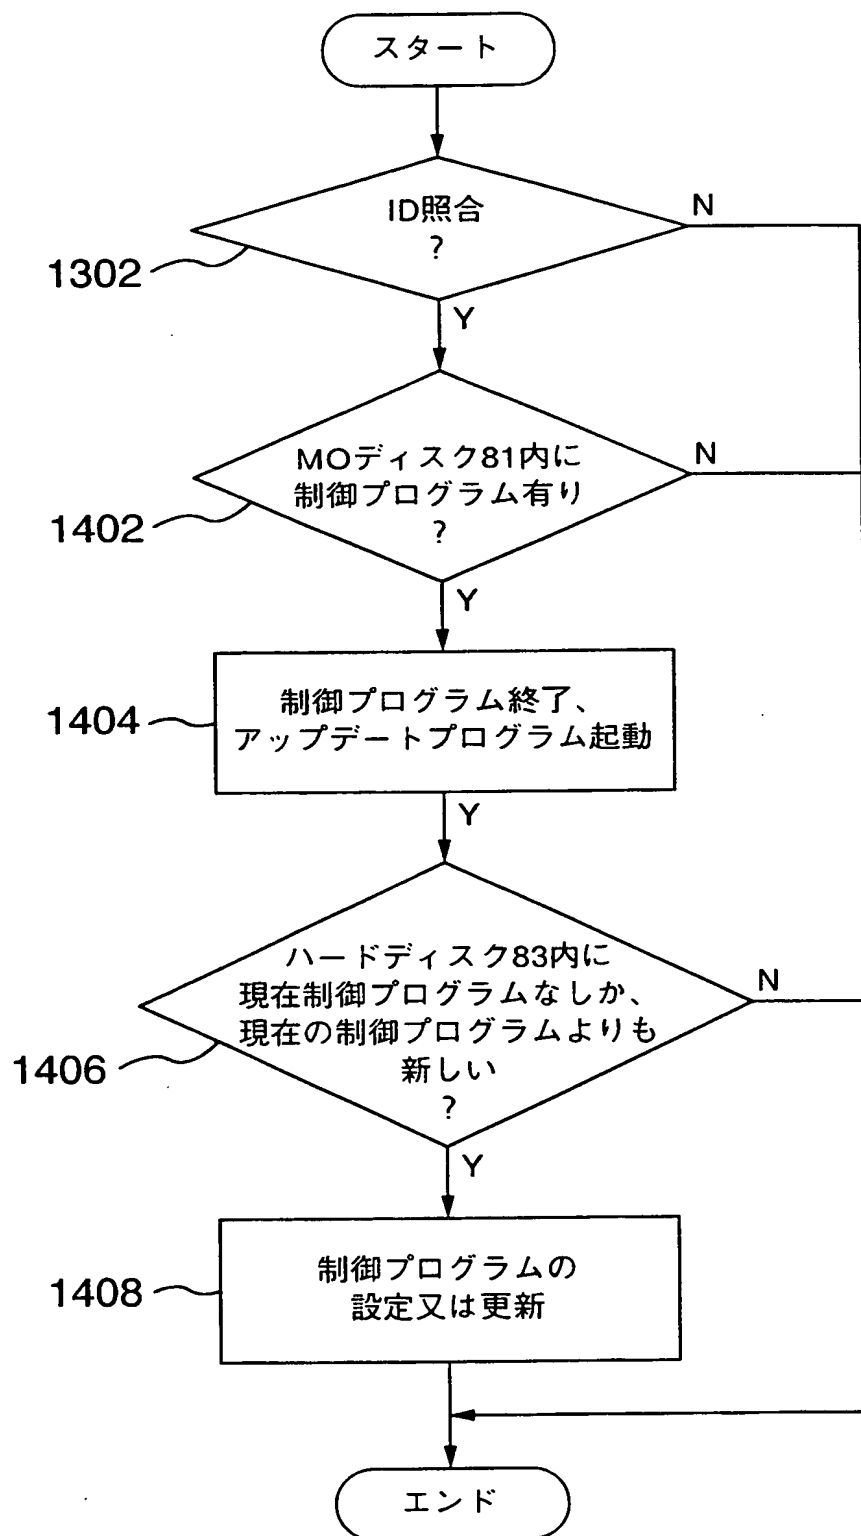 スタート
ID照合
?
N
1302
Y
MOディスク81内に
制御プログラム有り
?
N
1402
Y
制御プログラム終了、
アップデートプログラム起動
1404
Y
ハードディスク83内に
現在制御プログラムなしか、
現在の制御プログラムよりも
新しい
?
N
1406
Y
制御プログラムの
設定又は更新
1408
エンド